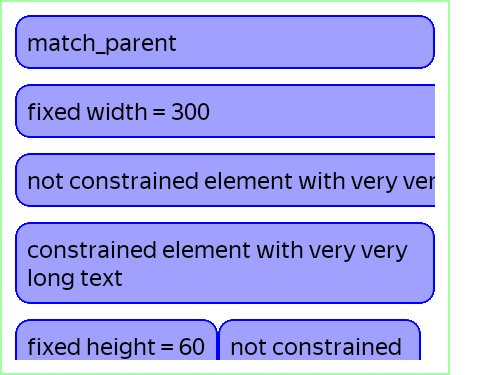 match_parent
fixed width = 300
not constrained element with very ver
constrained element with very very
long text
fixed height = 60
not constrained